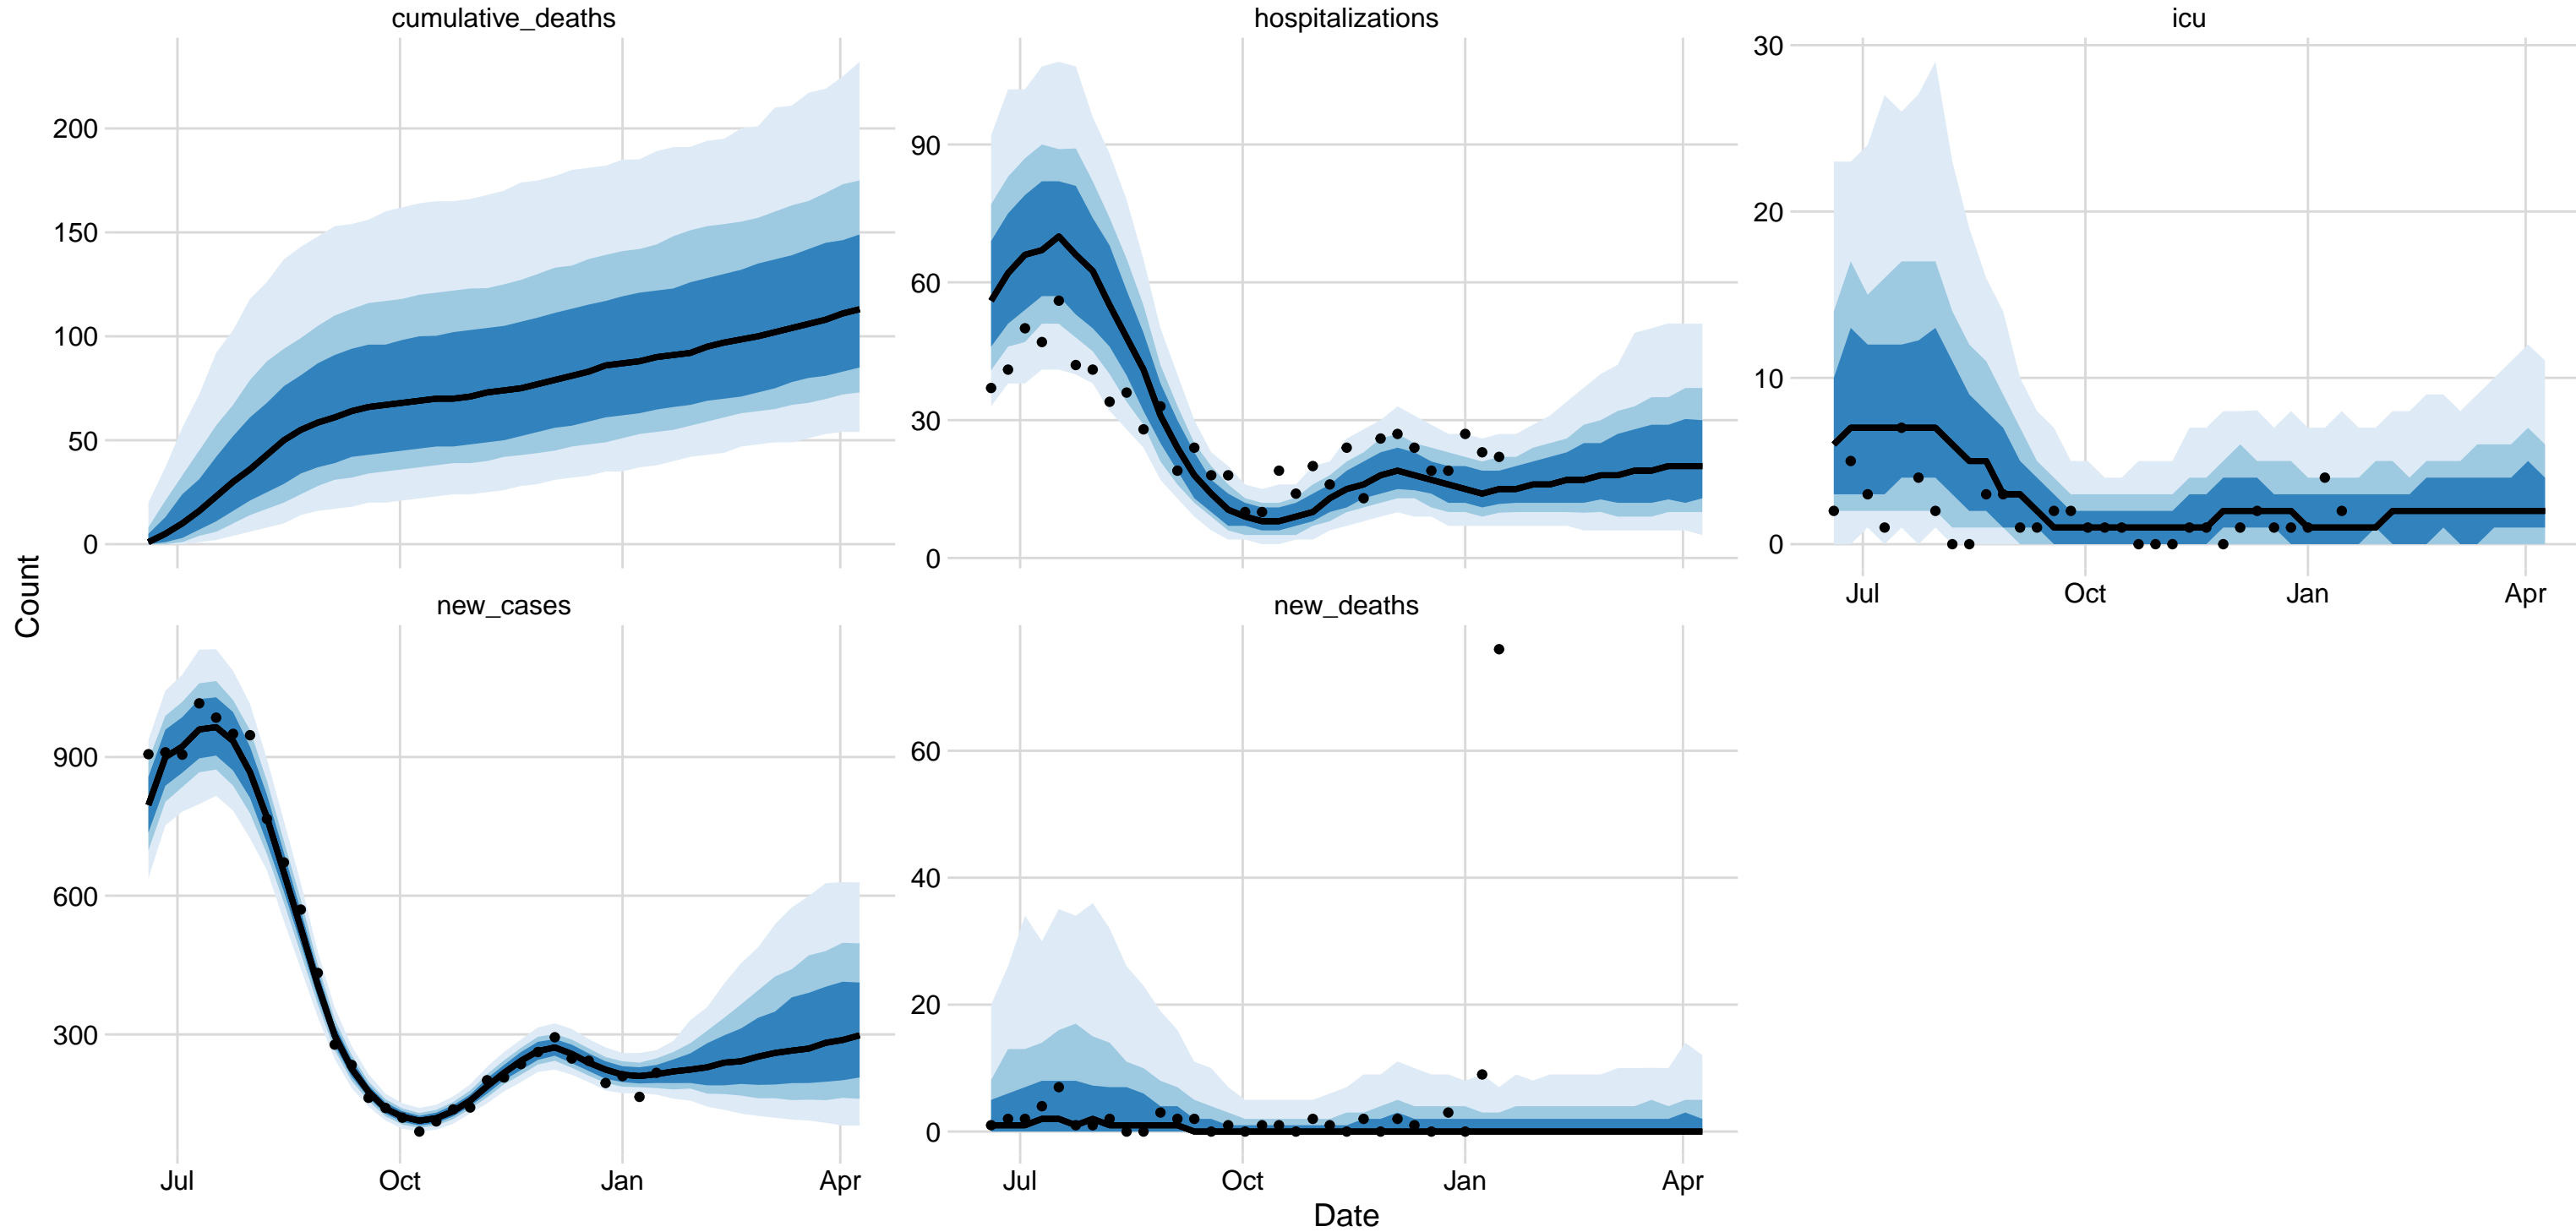 cumulative_deaths
hospitalizations
icu
200
150
100
50
0
90
60
30
0
30
20
10
0
Jul
Oct
Jan
Apr
Count
new_cases
new_deaths
900
600
300
60
40
20
0
Jul
Oct
Jan
Apr
Jul
Oct
Jan
Apr
Date